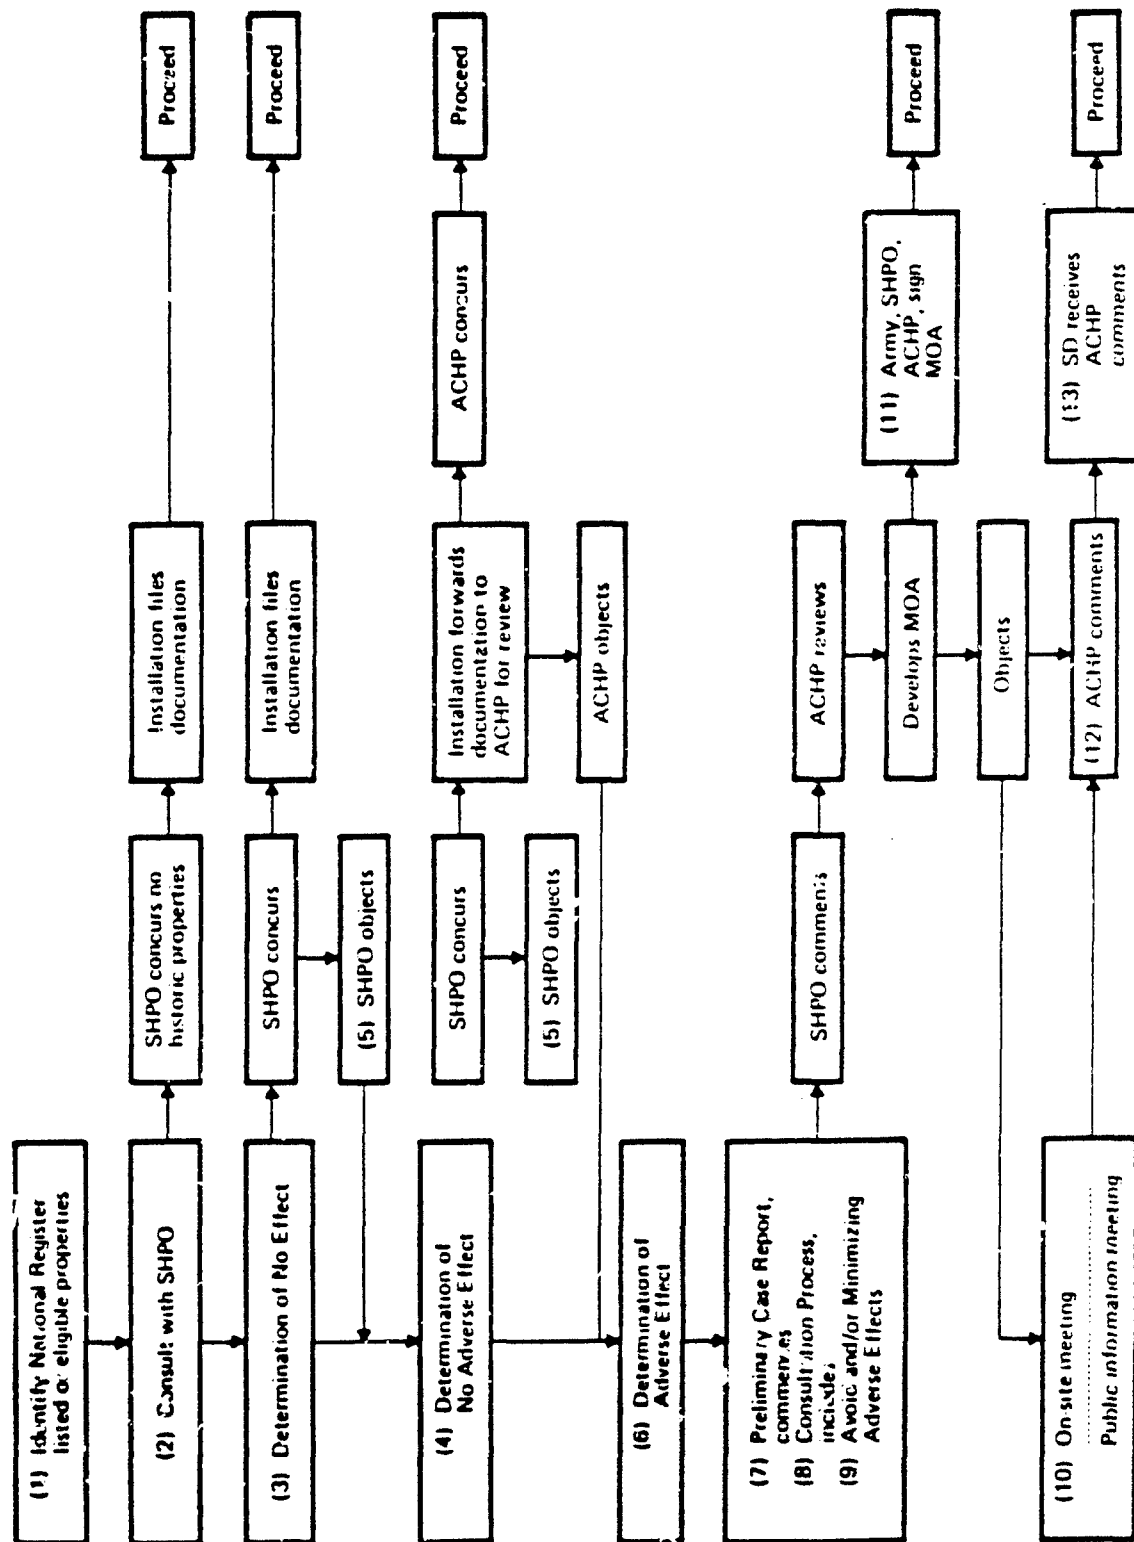 (1) Identify National Register
listed or eligible properties
(2) Consult with SHPO
SHPO concurs no
historic properties
Installation files
documentation
Proceed
(3) Determination of No Effect
SHPO concurs
Installation files
documentation
Proceed
(5) SHPO objects
(4) Determination of
No Adverse Effect
SHPO concurs
Installation forwards
documentation to
ACHP for review
ACHP concurs
Proceed
(5) SHPO objects
ACHP objects
(6) Determination of
Adverse Effect
(7) Preliminary Case Report,
commences
(8) Consultation Process,
includes
(9) Avoid and/or Minimizing
Adverse Effects
SHPO comments
ACHP reviews
Develops MOA
(11) Army, SHPO,
ACHP, sign
MOA
Proceed
Objects
(10) On-site meeting
Public information meeting
(12) ACHP comments
(13) SD receives
ACHP
comments
Proceed